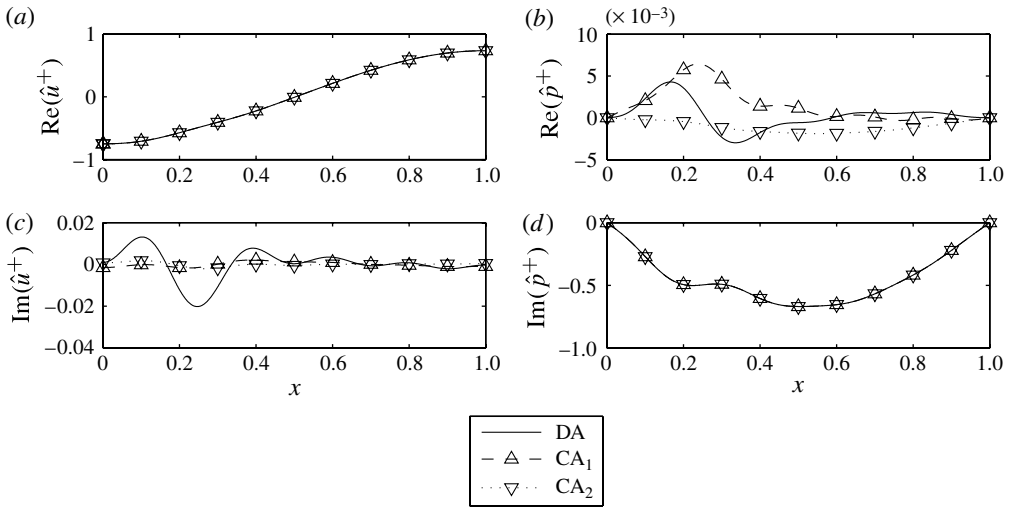 (a)
1
0
−1
Re(û⁺)
0 0.2 0.4 0.6 0.8 1.0
(b)
(× 10⁻³)
10
5
0
−5
Re(p̂⁺)
0 0.2 0.4 0.6 0.8 1.0
(c)
0.02
0
−0.02
−0.04
Im(û⁺)
0 0.2 0.4 0.6 0.8 1.0
x
(d)
0
−0.5
−1.0
Im(p̂⁺)
0 0.2 0.4 0.6 0.8 1.0
x
DA
CA₁
CA₂